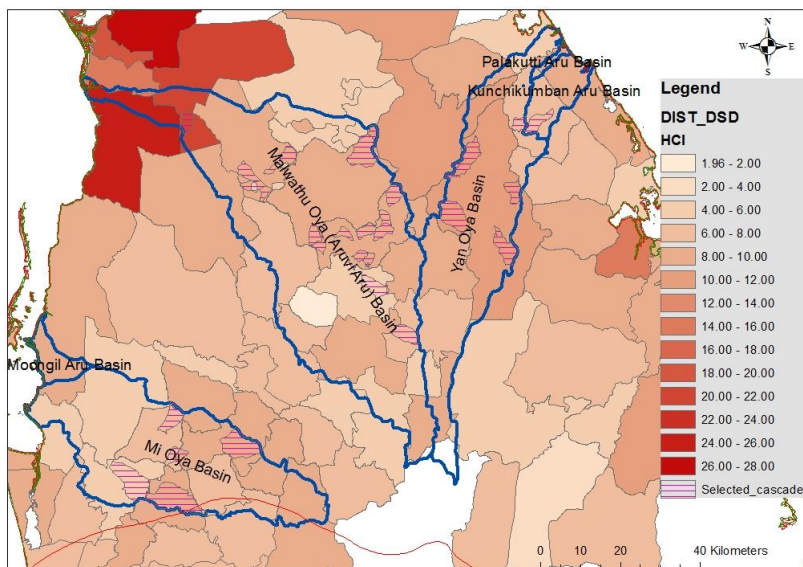 N
W E
S
Palakutti Aru Basin
Kunchikumban Aru Basin
Legend
DIST_DSD
HCI
1.96 - 2.00
2.00 - 4.00
4.00 - 6.00
6.00 - 8.00
8.00 - 10.00
10.00 - 12.00
12.00 - 14.00
14.00 - 16.00
16.00 - 18.00
18.00 - 20.00
20.00 - 22.00
22.00 - 24.00
24.00 - 26.00
26.00 - 28.00
Selected_cascade
Malwathu Oya (Aruvi Aru) Basin
Yan Oya Basin
Moongil Aru Basin
Mi Oya Basin
0 10 20 40 Kilometers